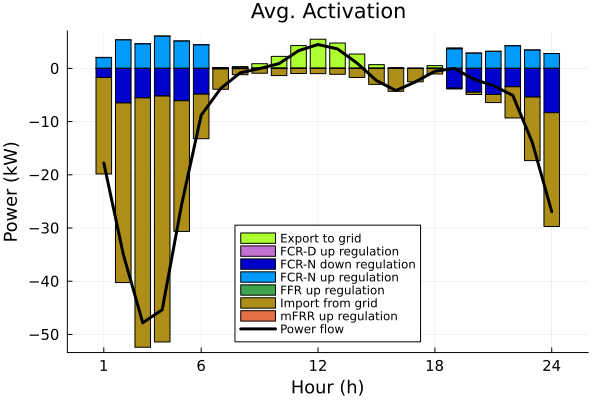 Avg. Activation
Power (kW)
0
−10
−20
−30
−40
−50
Export to grid
FCR-D up regulation
FCR-N down regulation
FCR-N up regulation
FFR up regulation
Import from grid
mFRR up regulation
Power flow
1 6 12 18 24
Hour (h)